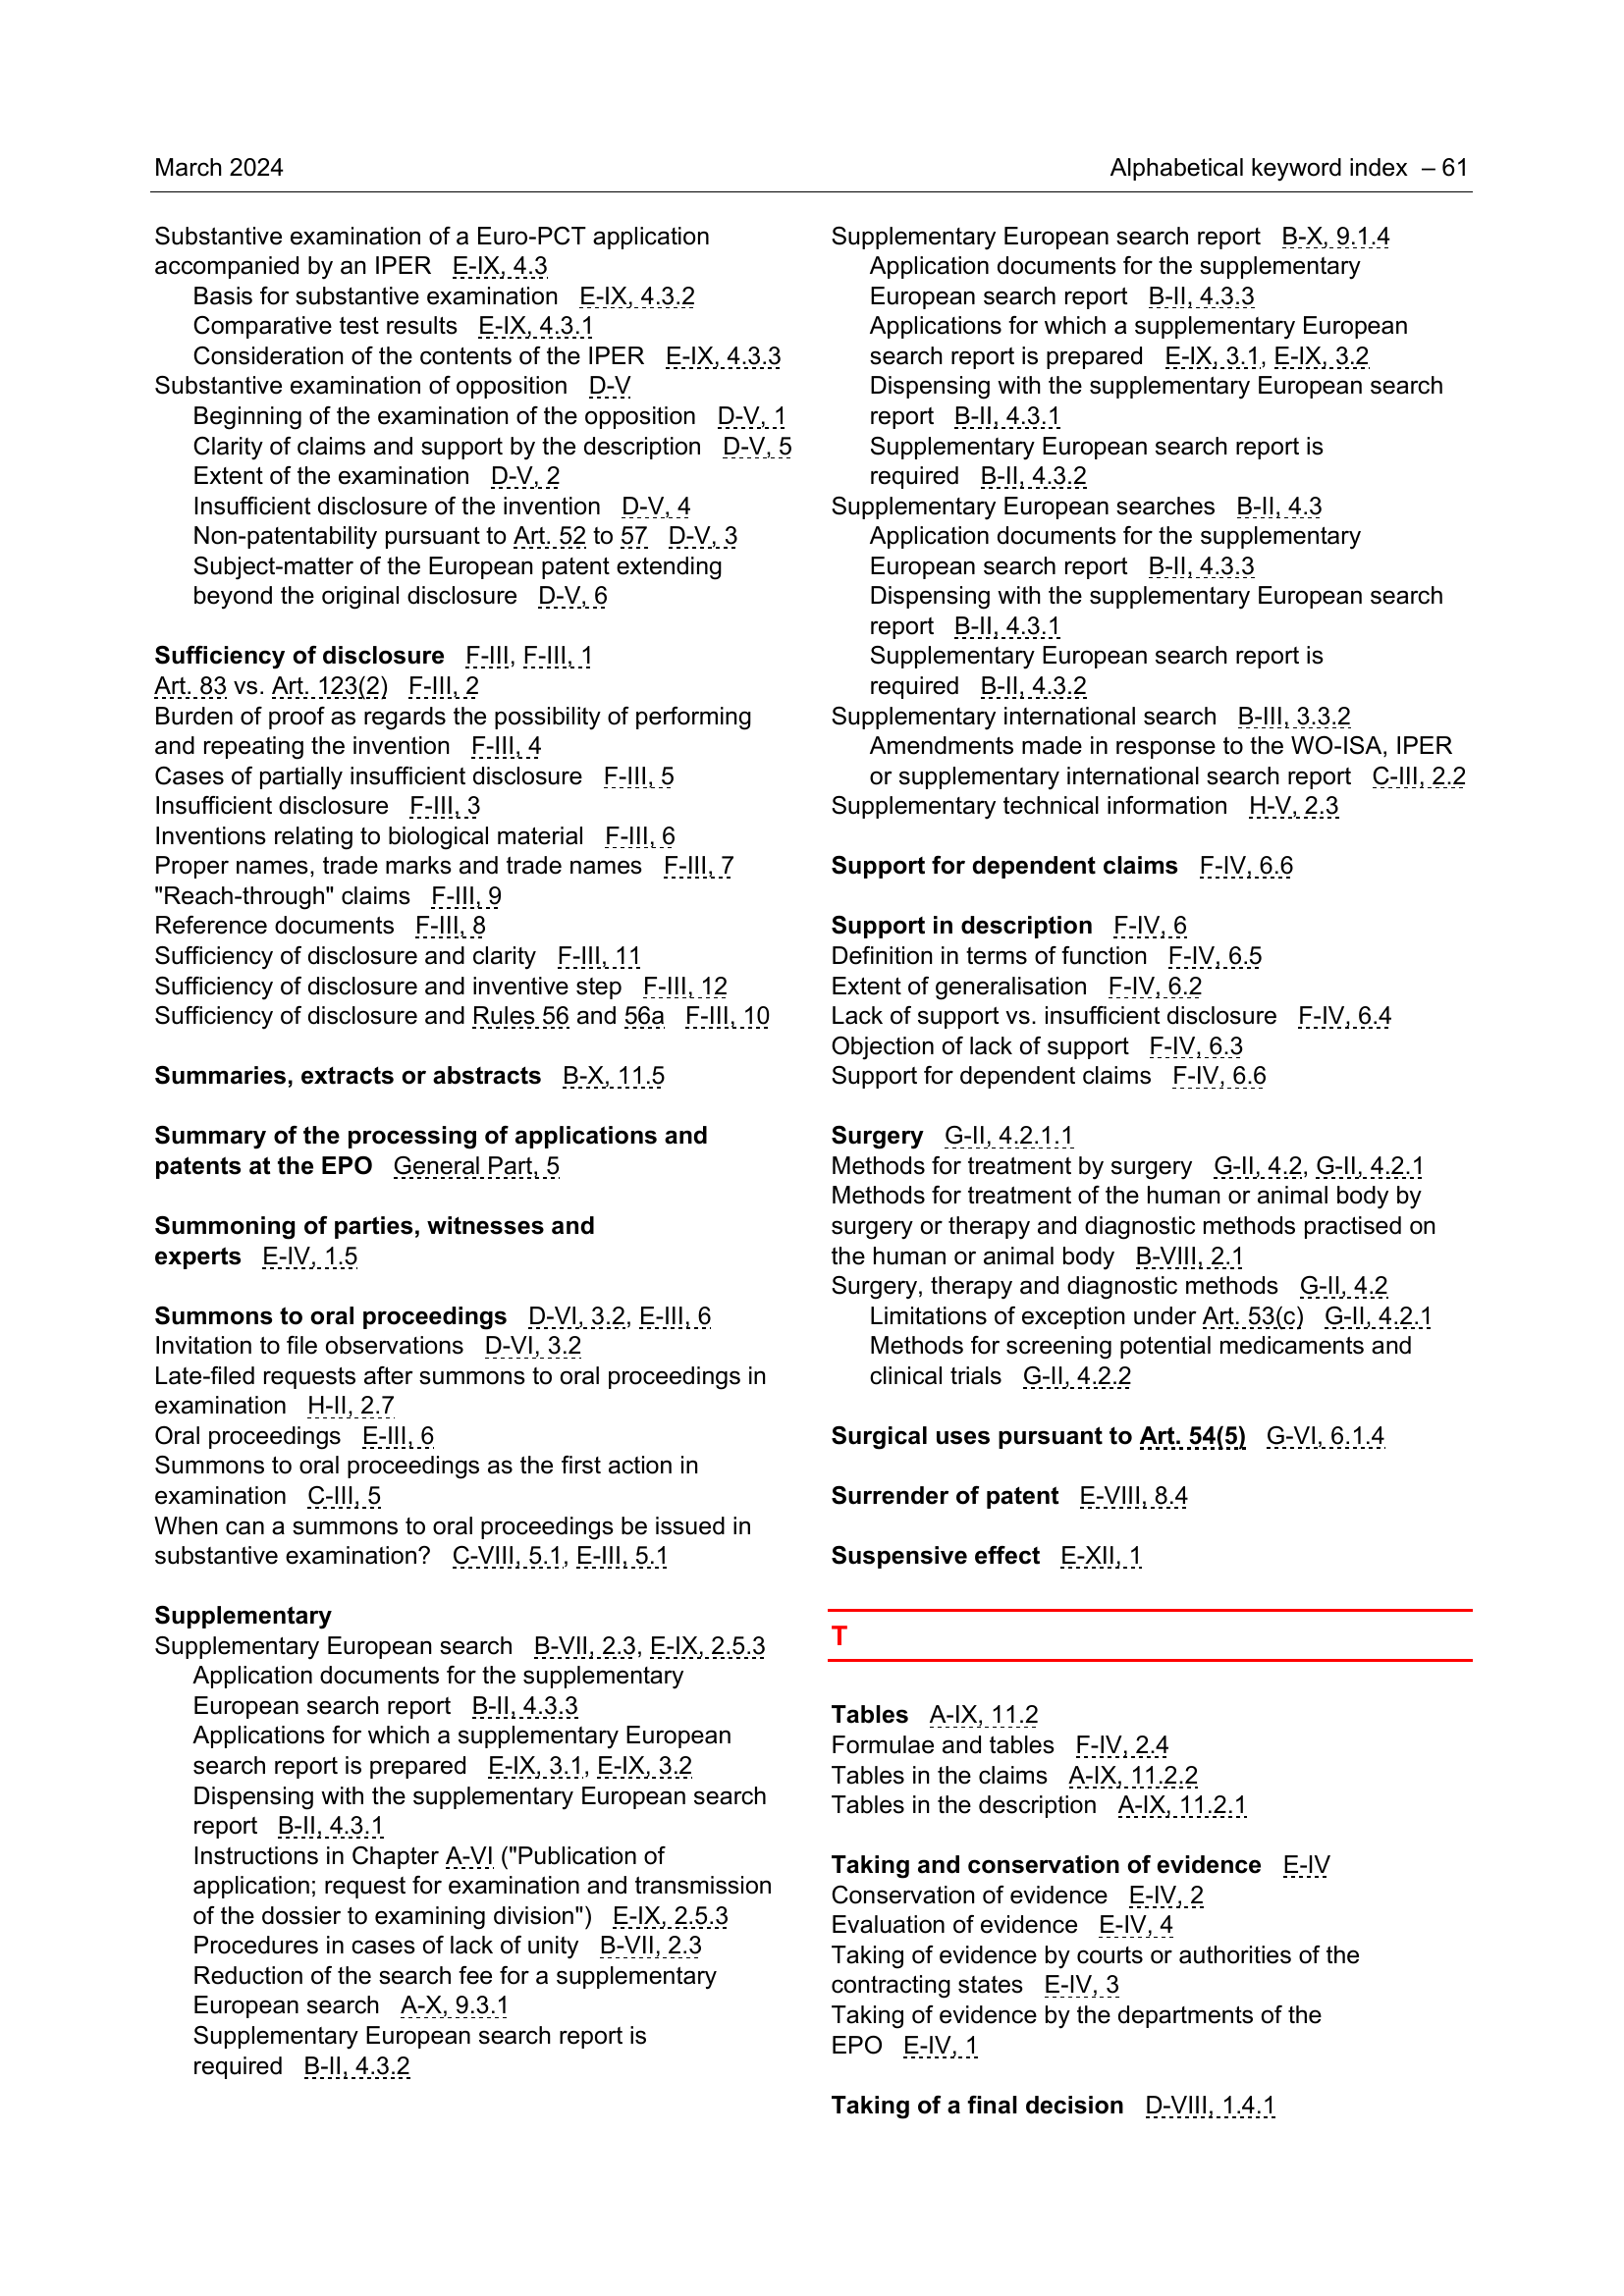 March 2024
Alphabetical keyword index – 61
Substantive examination of a Euro-PCT application
accompanied by an IPER E-IX, 4.3
Basis for substantive examination E-IX, 4.3.2
Comparative test results E-IX, 4.3.1
Consideration of the contents of the IPER E-IX, 4.3.3
Substantive examination of opposition D-V
Beginning of the examination of the opposition D-V, 1
Clarity of claims and support by the description D-V, 5
Extent of the examination D-V, 2
Insufficient disclosure of the invention D-V, 4
Non-patentability pursuant to Art. 52 to 57 D-V, 3
Subject-matter of the European patent extending
beyond the original disclosure D-V, 6
Sufficiency of disclosure F-III, F-III, 1
Art. 83 vs. Art. 123(2) F-III, 2
Burden of proof as regards the possibility of performing
and repeating the invention F-III, 4
Cases of partially insufficient disclosure F-III, 5
Insufficient disclosure F-III, 3
Inventions relating to biological material F-III, 6
Proper names, trade marks and trade names F-III, 7
"Reach-through" claims F-III, 9
Reference documents F-III, 8
Sufficiency of disclosure and clarity F-III, 11
Sufficiency of disclosure and inventive step F-III, 12
Sufficiency of disclosure and Rules 56 and 56a F-III, 10
Summaries, extracts or abstracts B-X, 11.5
Summary of the processing of applications and
patents at the EPO General Part, 5
Summoning of parties, witnesses and
experts E-IV, 1.5
Summons to oral proceedings D-VI, 3.2, E-III, 6
Invitation to file observations D-VI, 3.2
Late-filed requests after summons to oral proceedings in
examination H-II, 2.7
Oral proceedings E-III, 6
Summons to oral proceedings as the first action in
examination C-III, 5
When can a summons to oral proceedings be issued in
substantive examination? C-VIII, 5.1, E-III, 5.1
Supplementary
Supplementary European search B-VII, 2.3, E-IX, 2.5.3
Application documents for the supplementary
European search report B-II, 4.3.3
Applications for which a supplementary European
search report is prepared E-IX, 3.1, E-IX, 3.2
Dispensing with the supplementary European search
report B-II, 4.3.1
Instructions in Chapter A-VI ("Publication of
application; request for examination and transmission
of the dossier to examining division") E-IX, 2.5.3
Procedures in cases of lack of unity B-VII, 2.3
Reduction of the search fee for a supplementary
European search A-X, 9.3.1
Supplementary European search report is
required B-II, 4.3.2
Supplementary European search report B-X, 9.1.4
Application documents for the supplementary
European search report B-II, 4.3.3
Applications for which a supplementary European
search report is prepared E-IX, 3.1, E-IX, 3.2
Dispensing with the supplementary European search
report B-II, 4.3.1
Supplementary European search report is
required B-II, 4.3.2
Supplementary European searches B-II, 4.3
Application documents for the supplementary
European search report B-II, 4.3.3
Dispensing with the supplementary European search
report B-II, 4.3.1
Supplementary European search report is
required B-II, 4.3.2
Supplementary international search B-III, 3.3.2
Amendments made in response to the WO-ISA, IPER
or supplementary international search report C-III, 2.2
Supplementary technical information H-V, 2.3
Support for dependent claims F-IV, 6.6
Support in description F-IV, 6
Definition in terms of function F-IV, 6.5
Extent of generalisation F-IV, 6.2
Lack of support vs. insufficient disclosure F-IV, 6.4
Objection of lack of support F-IV, 6.3
Support for dependent claims F-IV, 6.6
Surgery G-II, 4.2.1.1
Methods for treatment by surgery G-II, 4.2, G-II, 4.2.1
Methods for treatment of the human or animal body by
surgery or therapy and diagnostic methods practised on
the human or animal body B-VIII, 2.1
Surgery, therapy and diagnostic methods G-II, 4.2
Limitations of exception under Art. 53(c) G-II, 4.2.1
Methods for screening potential medicaments and
clinical trials G-II, 4.2.2
Surgical uses pursuant to Art. 54(5) G-VI, 6.1.4
Surrender of patent E-VIII, 8.4
Suspensive effect E-XII, 1
T
Tables A-IX, 11.2
Formulae and tables F-IV, 2.4
Tables in the claims A-IX, 11.2.2
Tables in the description A-IX, 11.2.1
Taking and conservation of evidence E-IV
Conservation of evidence E-IV, 2
Evaluation of evidence E-IV, 4
Taking of evidence by courts or authorities of the
contracting states E-IV, 3
Taking of evidence by the departments of the
EPO E-IV, 1
Taking of a final decision D-VIII, 1.4.1